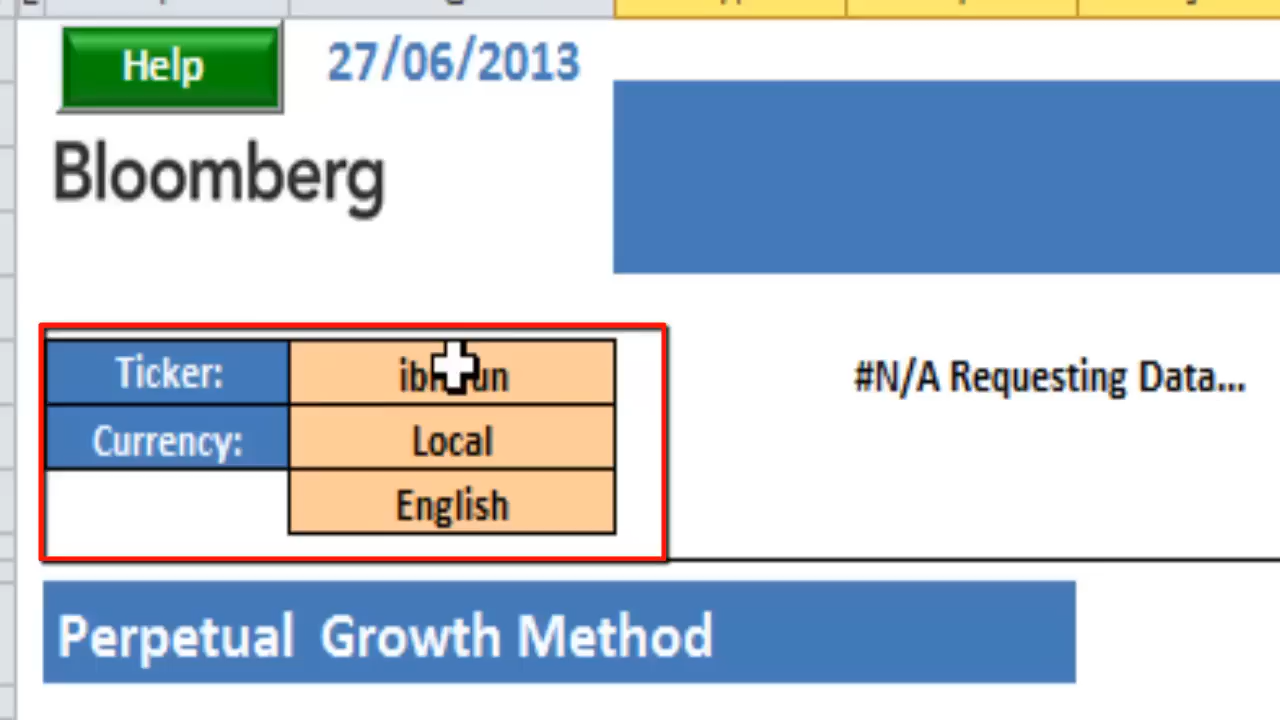 Help
27/06/2013
Bloomberg
Ticker:
#N/A Requesting Data...
Currency:
Local
English
Perpetual Growth Method